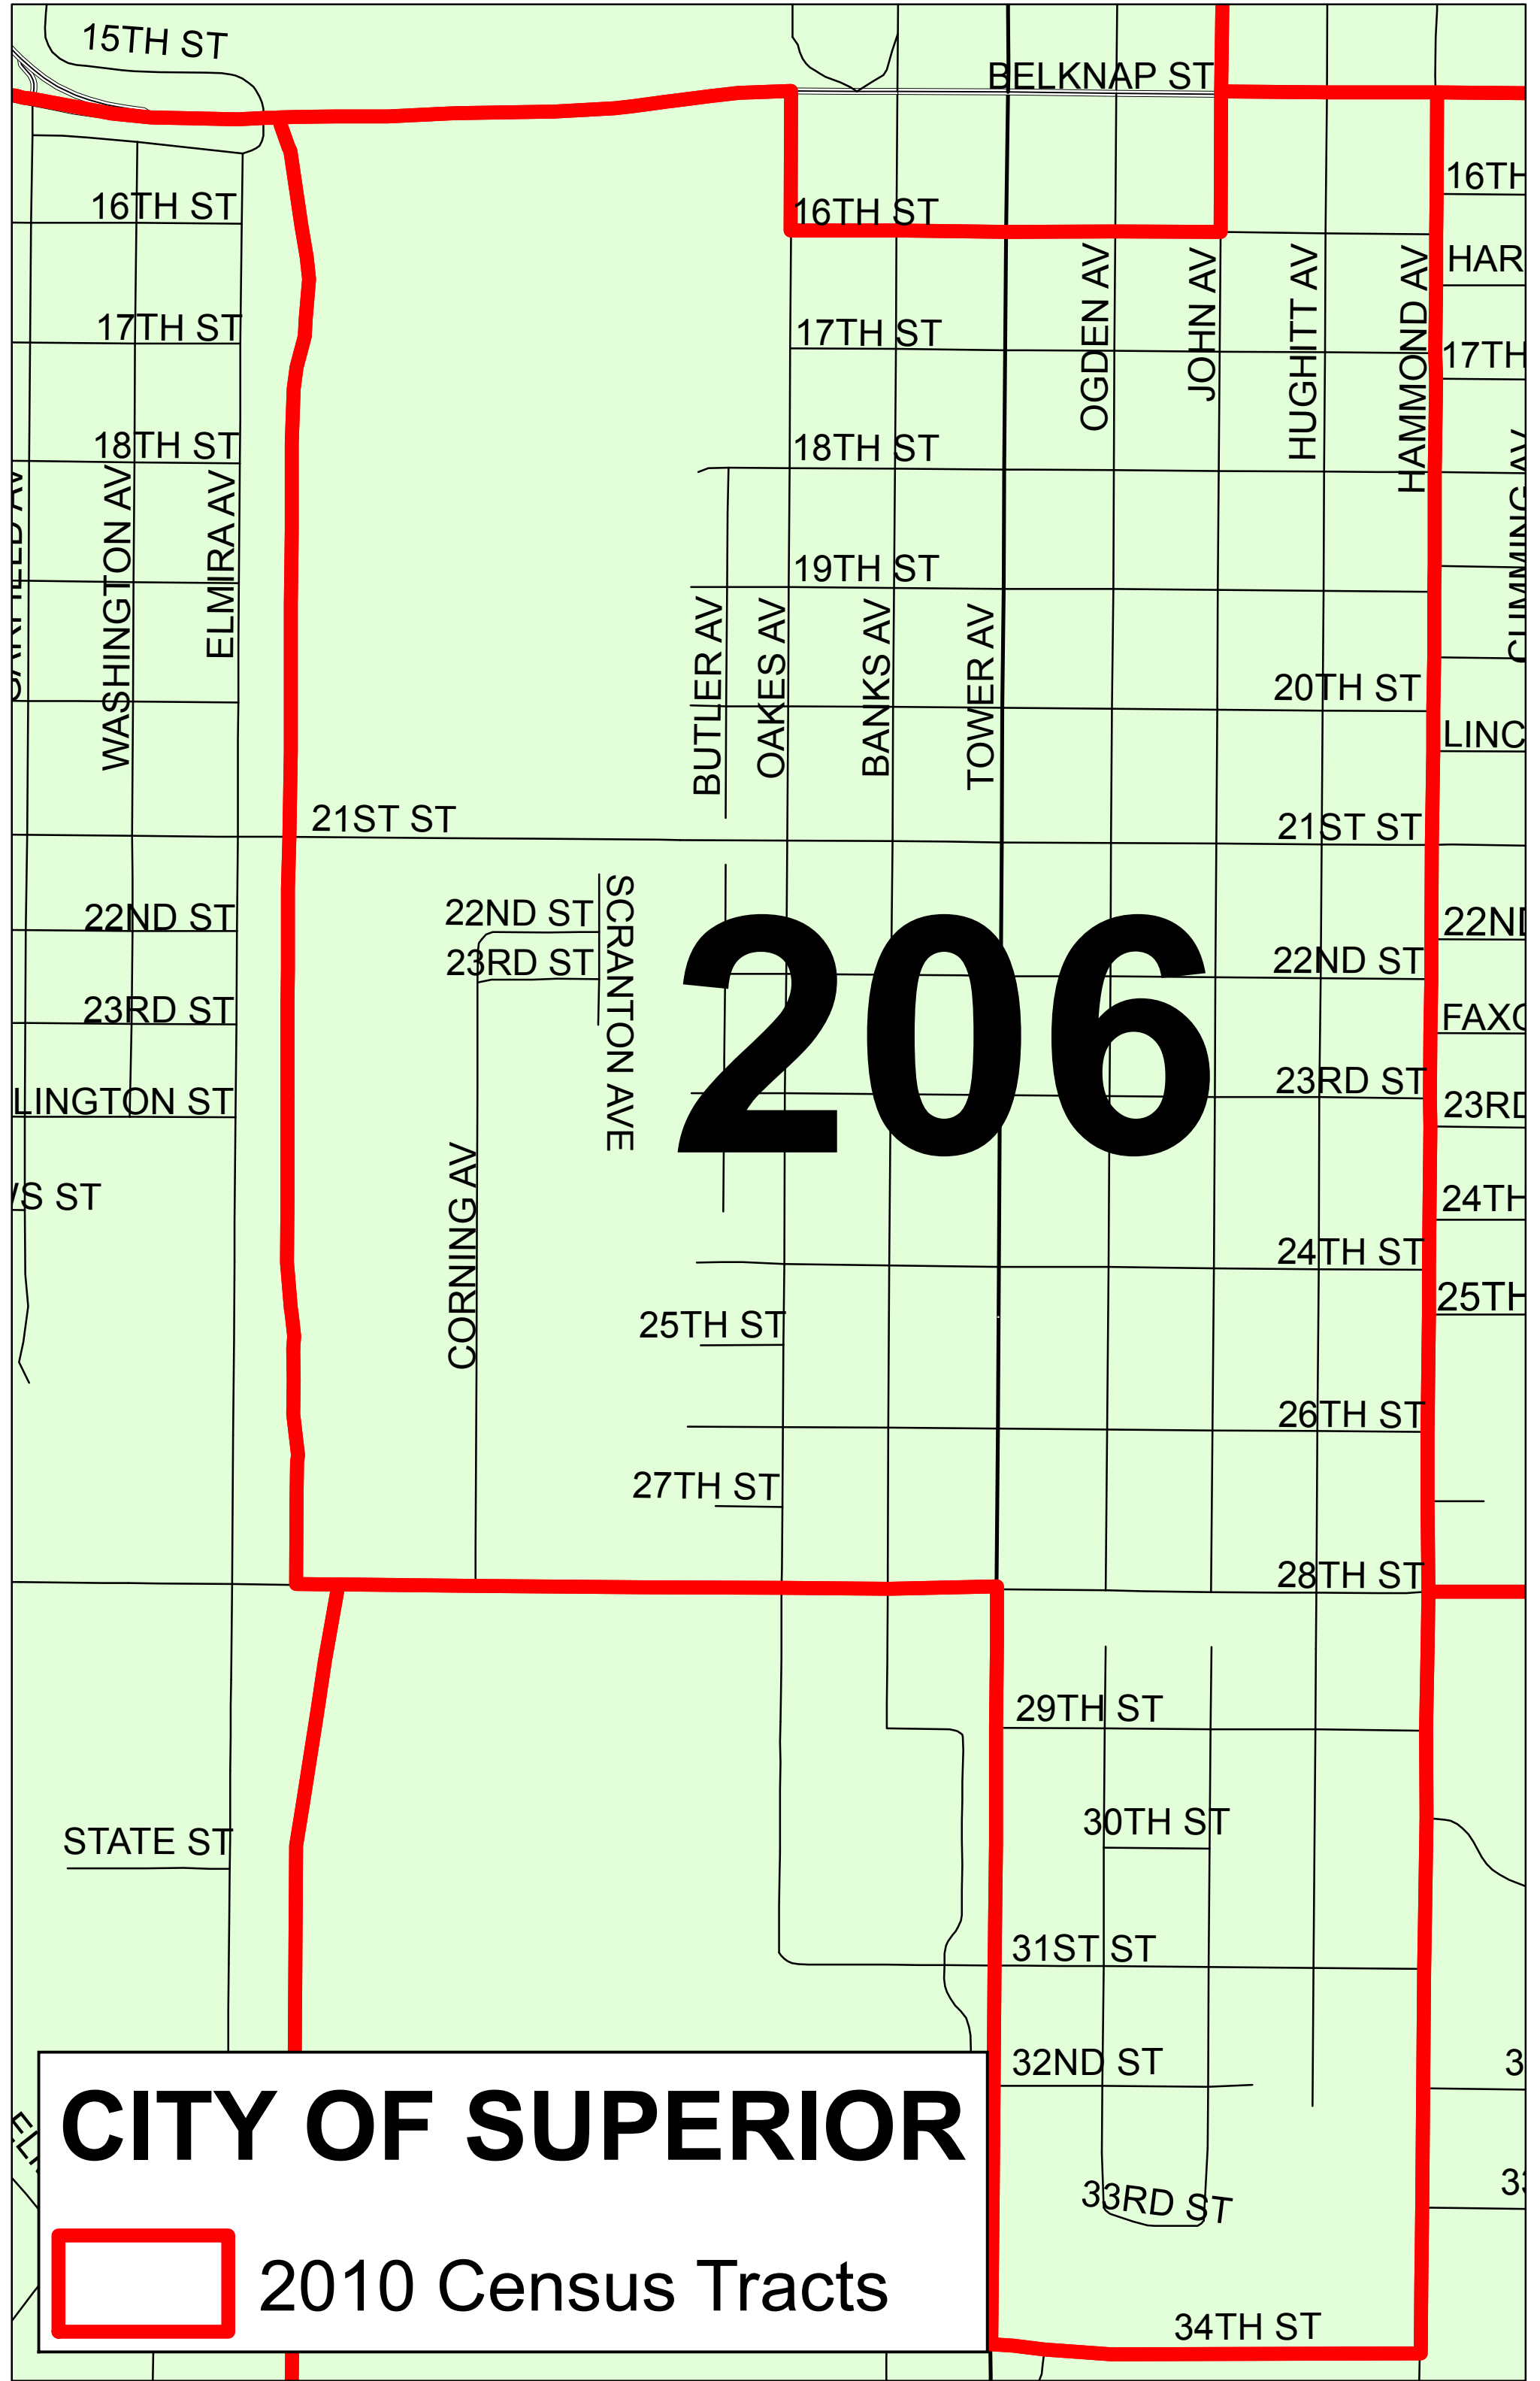 15TH ST
BELKNAP ST
16TH ST
16TH ST
16TH
HAR
OGDEN AV
JOHN AV
HUGHITT AV
HAMMOND AV
17TH ST
17TH ST
17TH
18TH ST
18TH ST
WASHINGTON AV
ELMIRA AV
CUMMING AV
19TH ST
BUTLER AV
OAKES AV
BANKS AV
TOWER AV
20TH ST
LINC
21ST ST
21ST ST
22ND ST
22ND ST
SCRANTON AVE
206
22ND ST
22ND
23RD ST
23RD ST
FAXO
LINGTON ST
23RD ST
23RD
CORNING AV
S ST
24TH ST
24TH
25TH ST
25TH
26TH ST
27TH ST
28TH ST
29TH ST
30TH ST
STATE ST
31ST ST
32ND ST
3
33RD ST
33
34TH ST
CITY OF SUPERIOR
2010 Census Tracts